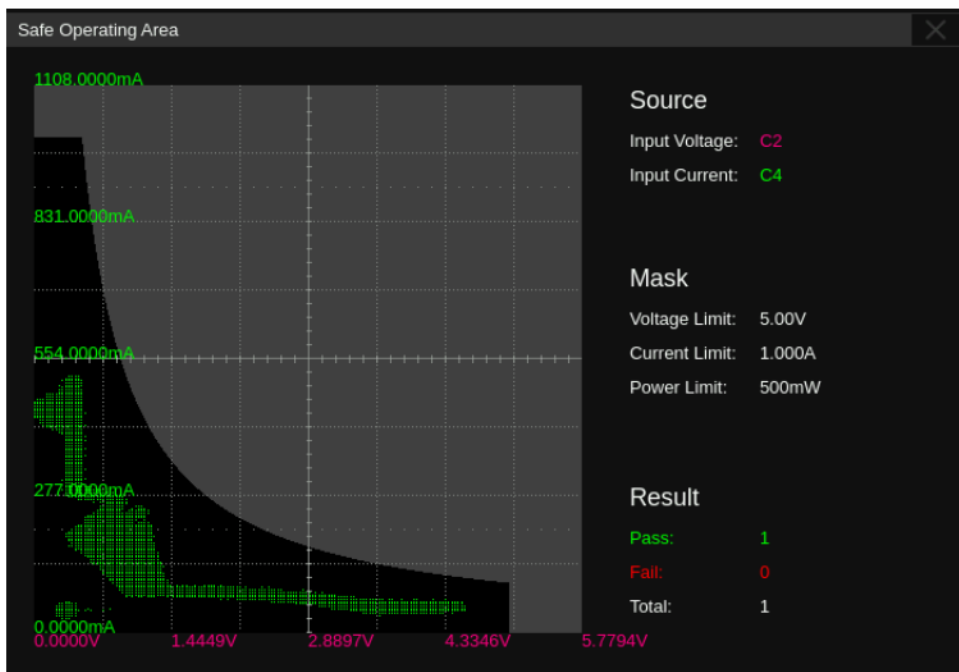 Safe Operating Area
1108.0000mA
831.0000mA
554.0000mA
277.0000mA
0.0000mA
0.0000V 1.4449V 2.8897V 4.3346V 5.7794V
Source
Input Voltage: C2
Input Current: C4
Mask
Voltage Limit: 5.00V
Current Limit: 1.000A
Power Limit: 500mW
Result
Pass: 1
Fail: 0
Total: 1